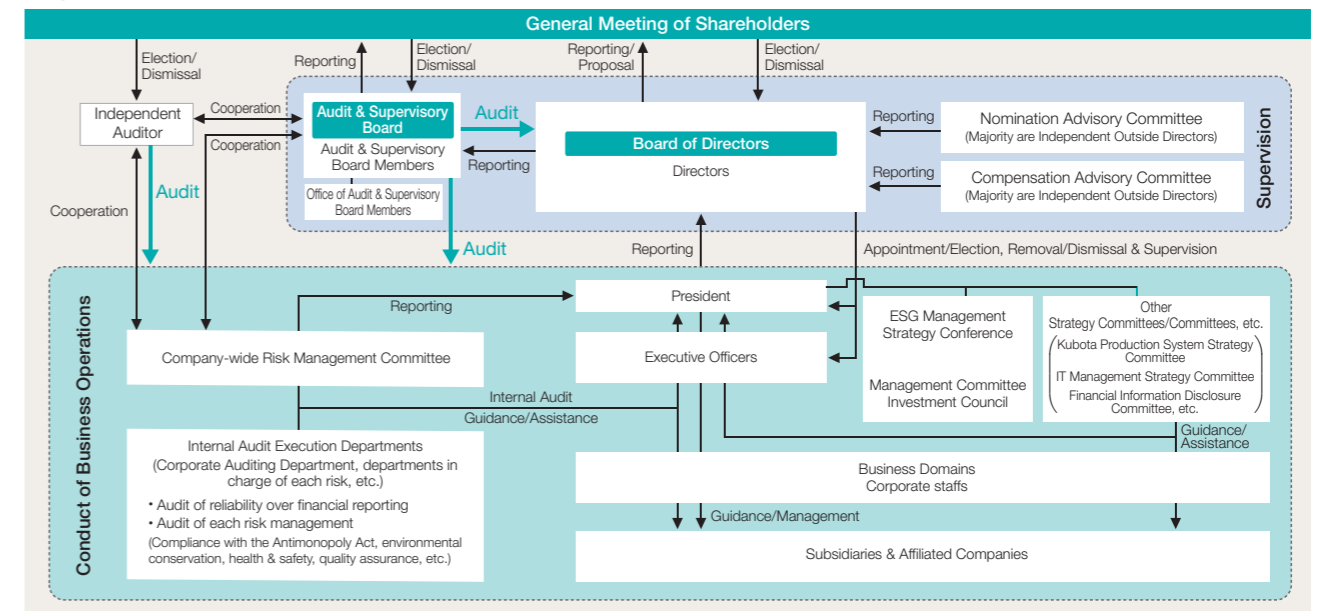 General Meeting of Shareholders
Election/
Dismissal
Reporting
Election/
Dismissal
Reporting/
Proposal
Election/
Dismissal
Independent
Auditor
Cooperation
Cooperation
Audit & Supervisory
Board
Audit & Supervisory
Board Members
Office of Audit & Supervisory
Board Members
Audit
Reporting
Board of Directors
Directors
Reporting
Nomination Advisory Committee
(Majority are Independent Outside Directors)
Reporting
Compensation Advisory Committee
(Majority are Independent Outside Directors)
Supervision
Cooperation
Audit
Audit
Reporting
Appointment/Election, Removal/Dismissal & Supervision
Conduct of Business Operations
Reporting
President
Executive Officers
Company-wide Risk Management Committee
ESG Management
Strategy Conference
Management Committee
Investment Council
Other
Strategy Committees/Committees, etc.
(Kubota Production System Strategy
Committee
IT Management Strategy Committee
Financial Information Disclosure
Committee, etc.)
Internal Audit
Guidance/Assistance
Guidance/
Assistance
Internal Audit Execution Departments
(Corporate Auditing Department, departments in
charge of each risk, etc.)
• Audit of reliability over financial reporting
• Audit of each risk management
(Compliance with the Antimonopoly Act, environmental
conservation, health & safety, quality assurance, etc.)
Business Domains
Corporate staffs
Guidance/Management
Subsidiaries & Affiliated Companies